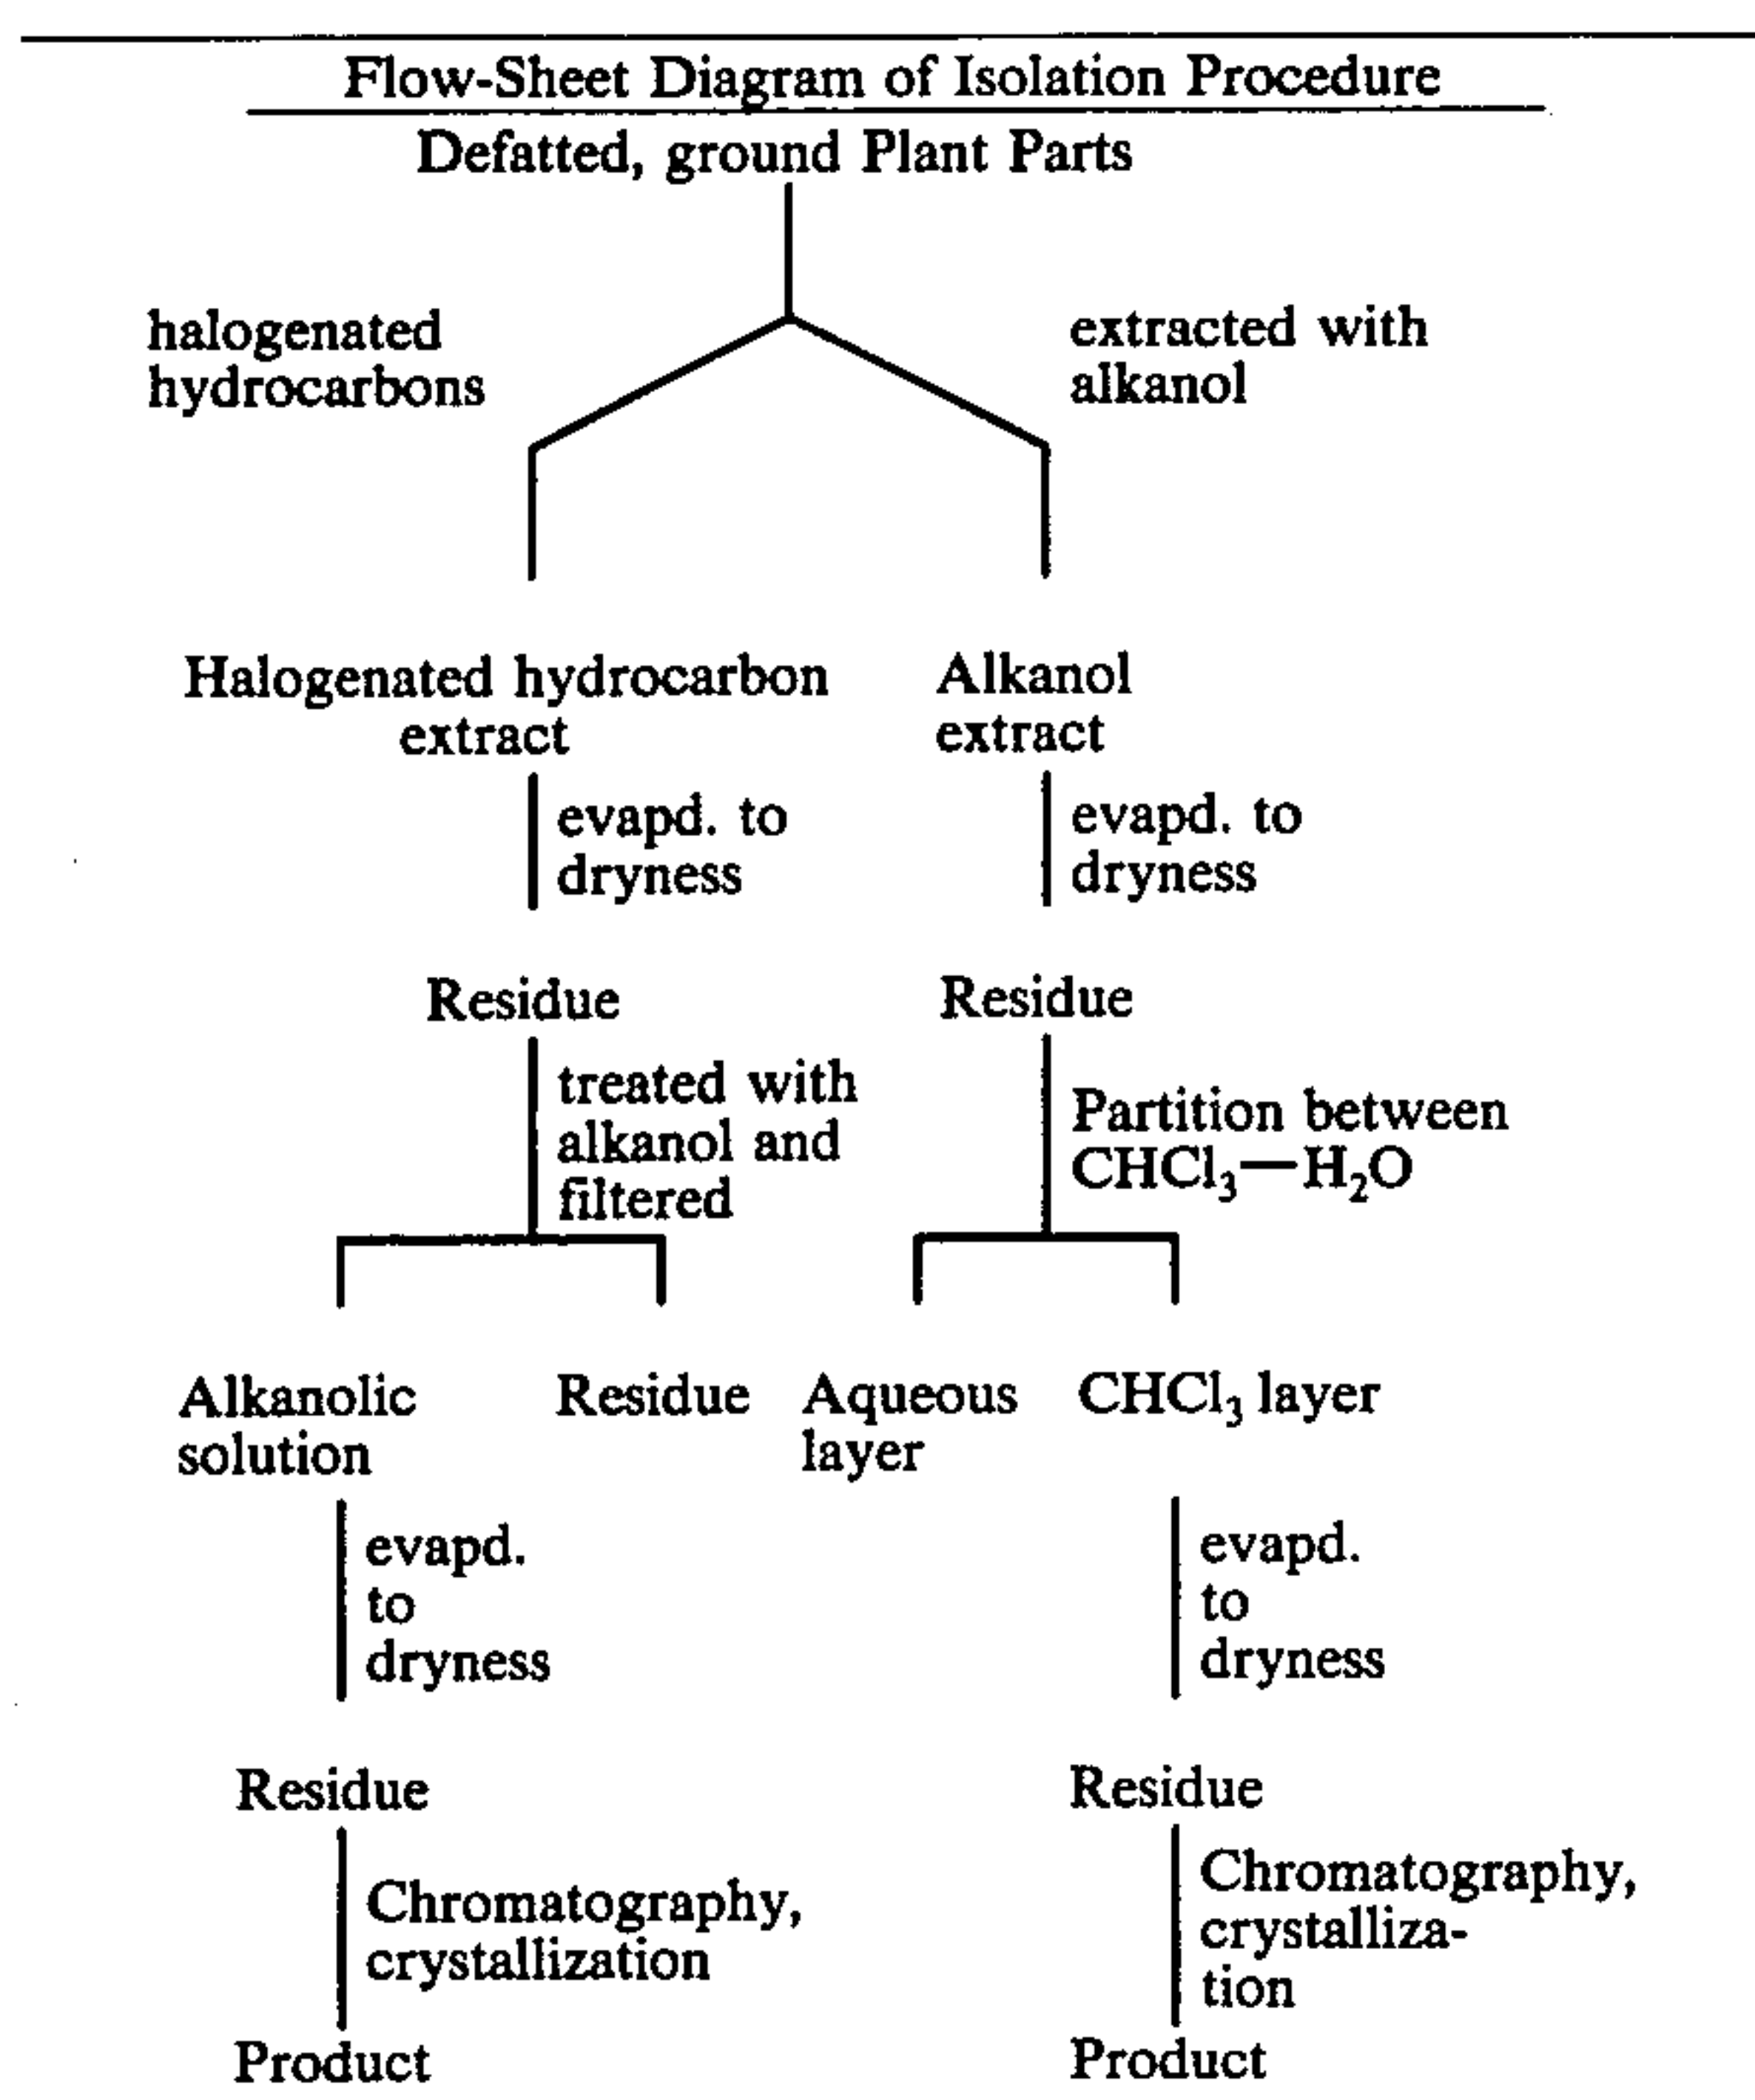 Flow-Sheet Diagram of Isolation Procedure
Defatted, ground Plant Parts
halogenated
hydrocarbons
extracted with
alkanol
Halogenated hydrocarbon
extract
Alkanol
extract
evapd. to
dryness
evapd. to
dryness
Residue
Residue
treated with
alkanol and
filtered
Partition between
CHCl₃—H₂O
Alkanolic
solution
Residue
Aqueous
layer
CHCl₃ layer
evapd.
to
dryness
evapd.
to
dryness
Residue
Residue
Chromatography,
crystallization
Chromatography,
crystalliza-
tion
Product
Product